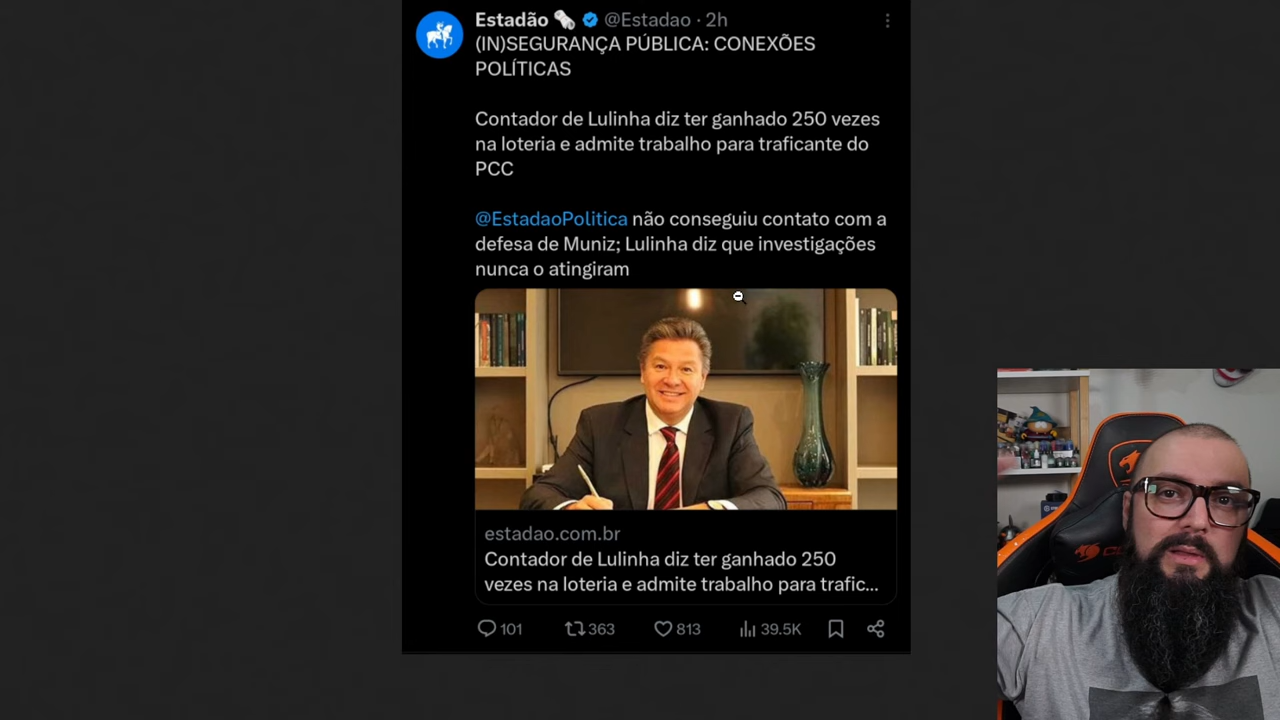 Estadão @Estadao · 2h
(IN)SEGURANÇA PÚBLICA: CONEXÕES
POLÍTICAS
Contador de Lulinha diz ter ganhado 250 vezes
na loteria e admite trabalho para traficante do
PCC
@EstadaoPolitica não conseguiu contato com a
defesa de Muniz; Lulinha diz que investigações
nunca o atingiram
estadao.com.br
Contador de Lulinha diz ter ganhado 250
vezes na loteria e admite trabalho para trafic...
101 363 813 39.5K